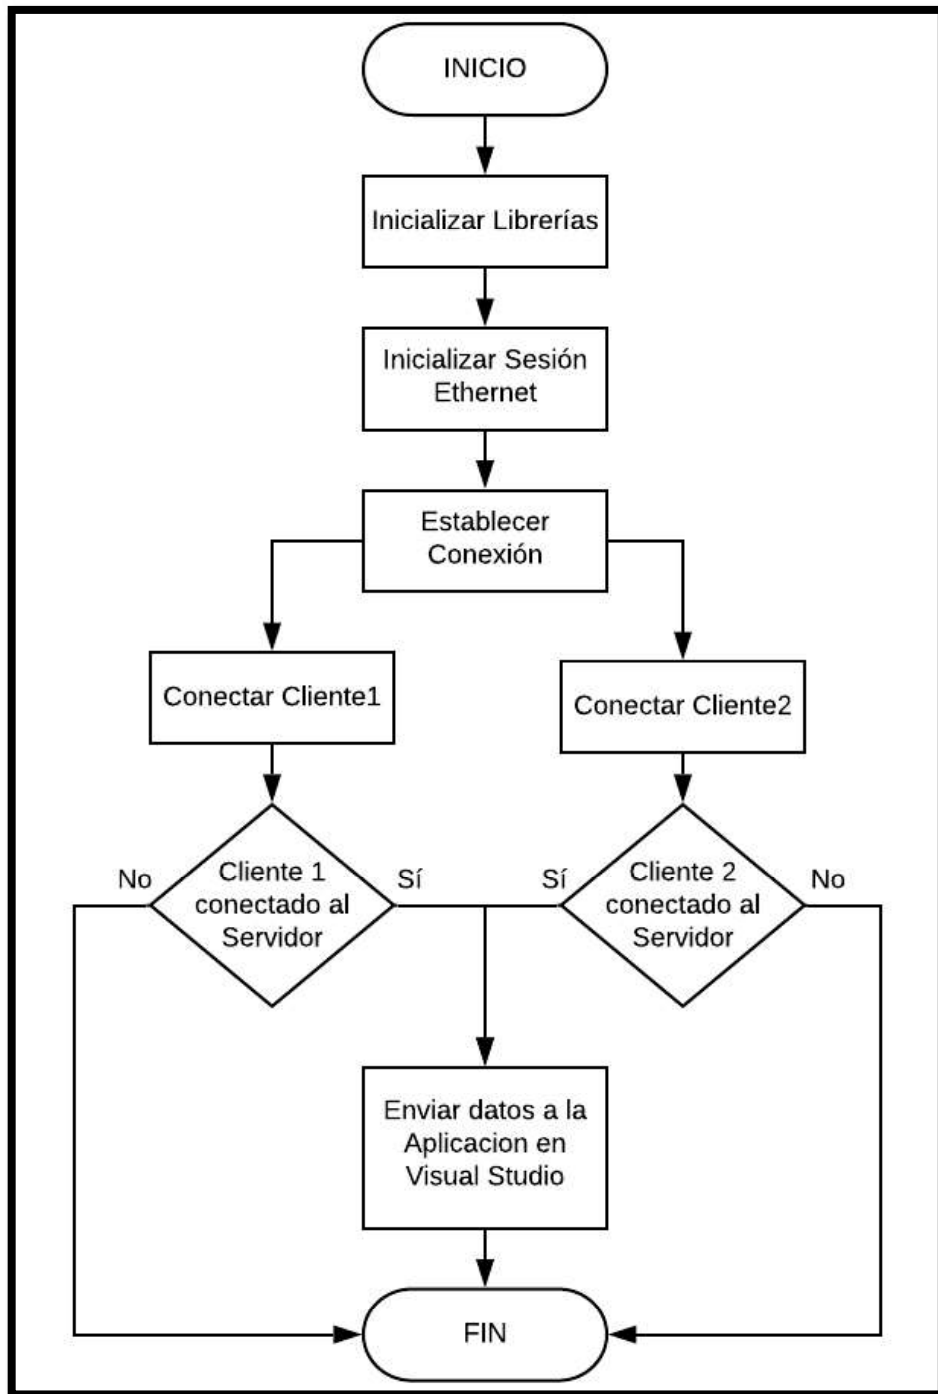 INICIO
Inicializar Librerías
Inicializar Sesión
Ethernet
Establecer
Conexión
Conectar Cliente1
Conectar Cliente2
No
Cliente 1
conectado al
Servidor
Sí
Sí
Cliente 2
conectado al
Servidor
No
Enviar datos a la
Aplicacion en
Visual Studio
FIN